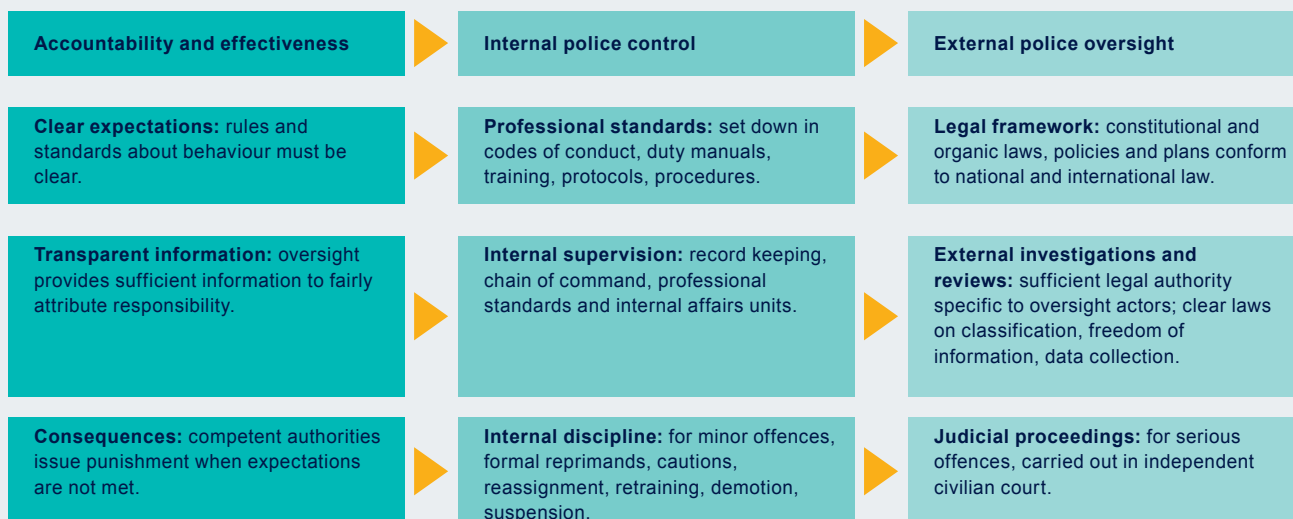 Accountability and effectiveness
Internal police control
External police oversight
Clear expectations: rules and
standards about behaviour must be
clear.
Professional standards: set down in
codes of conduct, duty manuals,
training, protocols, procedures.
Legal framework: constitutional and
organic laws, policies and plans conform
to national and international law.
Transparent information: oversight
provides sufficient information to fairly
attribute responsibility.
Internal supervision: record keeping,
chain of command, professional
standards and internal affairs units.
External investigations and
reviews: sufficient legal authority
specific to oversight actors; clear laws
on classification, freedom of
information, data collection.
Consequences: competent authorities
issue punishment when expectations
are not met.
Internal discipline: for minor offences,
formal reprimands, cautions,
reassignment, retraining, demotion,
suspension.
Judicial proceedings: for serious
offences, carried out in independent
civilian court.